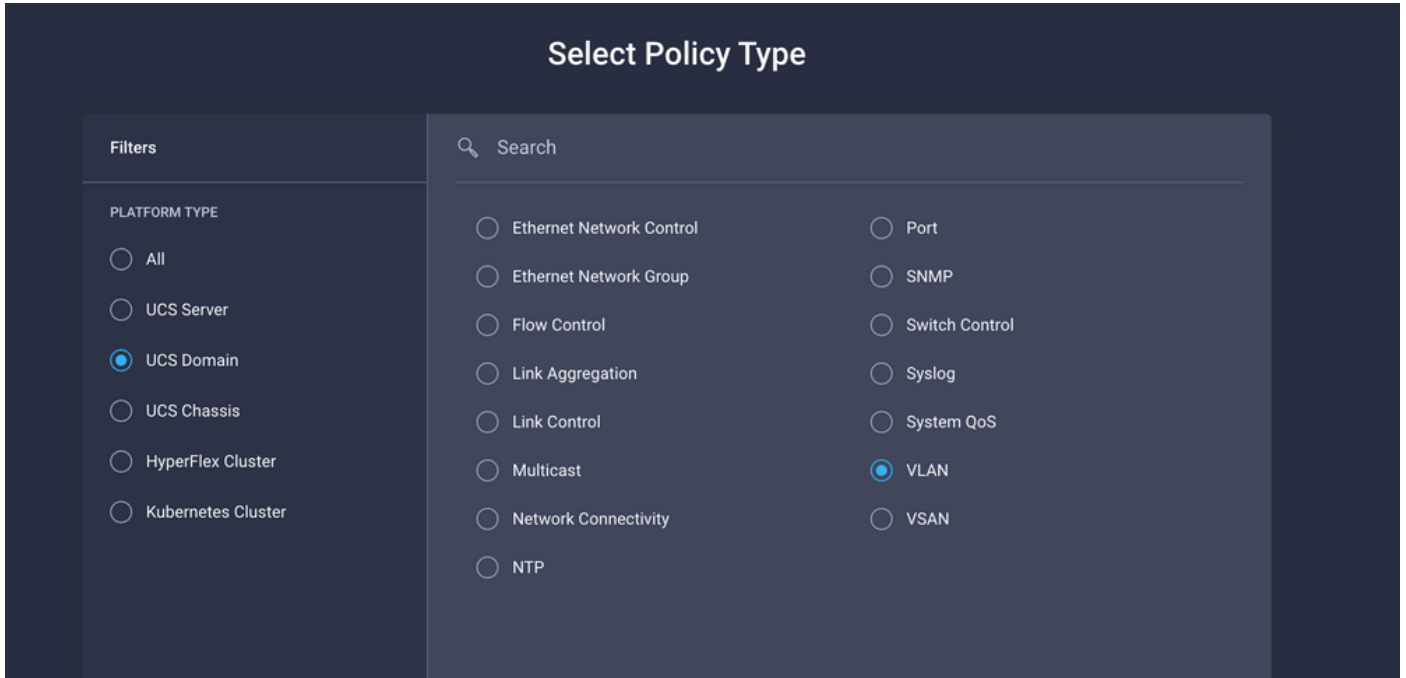 Select Policy Type
Filters
Search
PLATFORM TYPE
All
UCS Server
UCS Domain
UCS Chassis
HyperFlex Cluster
Kubernetes Cluster
Ethernet Network Control
Ethernet Network Group
Flow Control
Link Aggregation
Link Control
Multicast
Network Connectivity
NTP
Port
SNMP
Switch Control
Syslog
System QoS
VLAN
VSAN